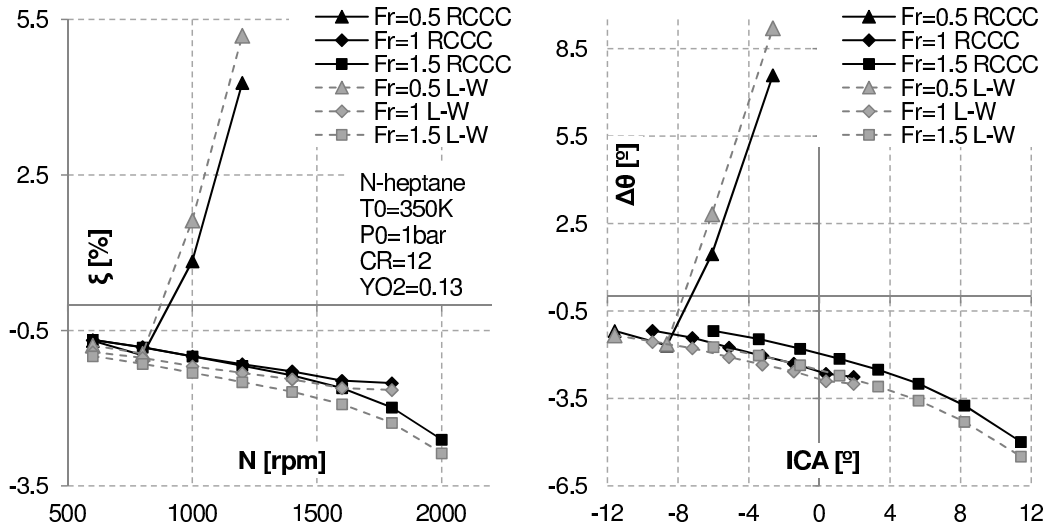 5.5
2.5
-0.5
-3.5
ξ [%]
500
1000
1500
2000
N [rpm]
Fr=0.5 RCCC
Fr=1 RCCC
Fr=1.5 RCCC
Fr=0.5 L-W
Fr=1 L-W
Fr=1.5 L-W
N-heptane
T0=350K
P0=1bar
CR=12
YO2=0.13
8.5
5.5
2.5
-0.5
-3.5
-6.5
Δθ [º]
-12
-8
-4
0
4
8
12
ICA [º]
Fr=0.5 RCCC
Fr=1 RCCC
Fr=1.5 RCCC
Fr=0.5 L-W
Fr=1 L-W
Fr=1.5 L-W